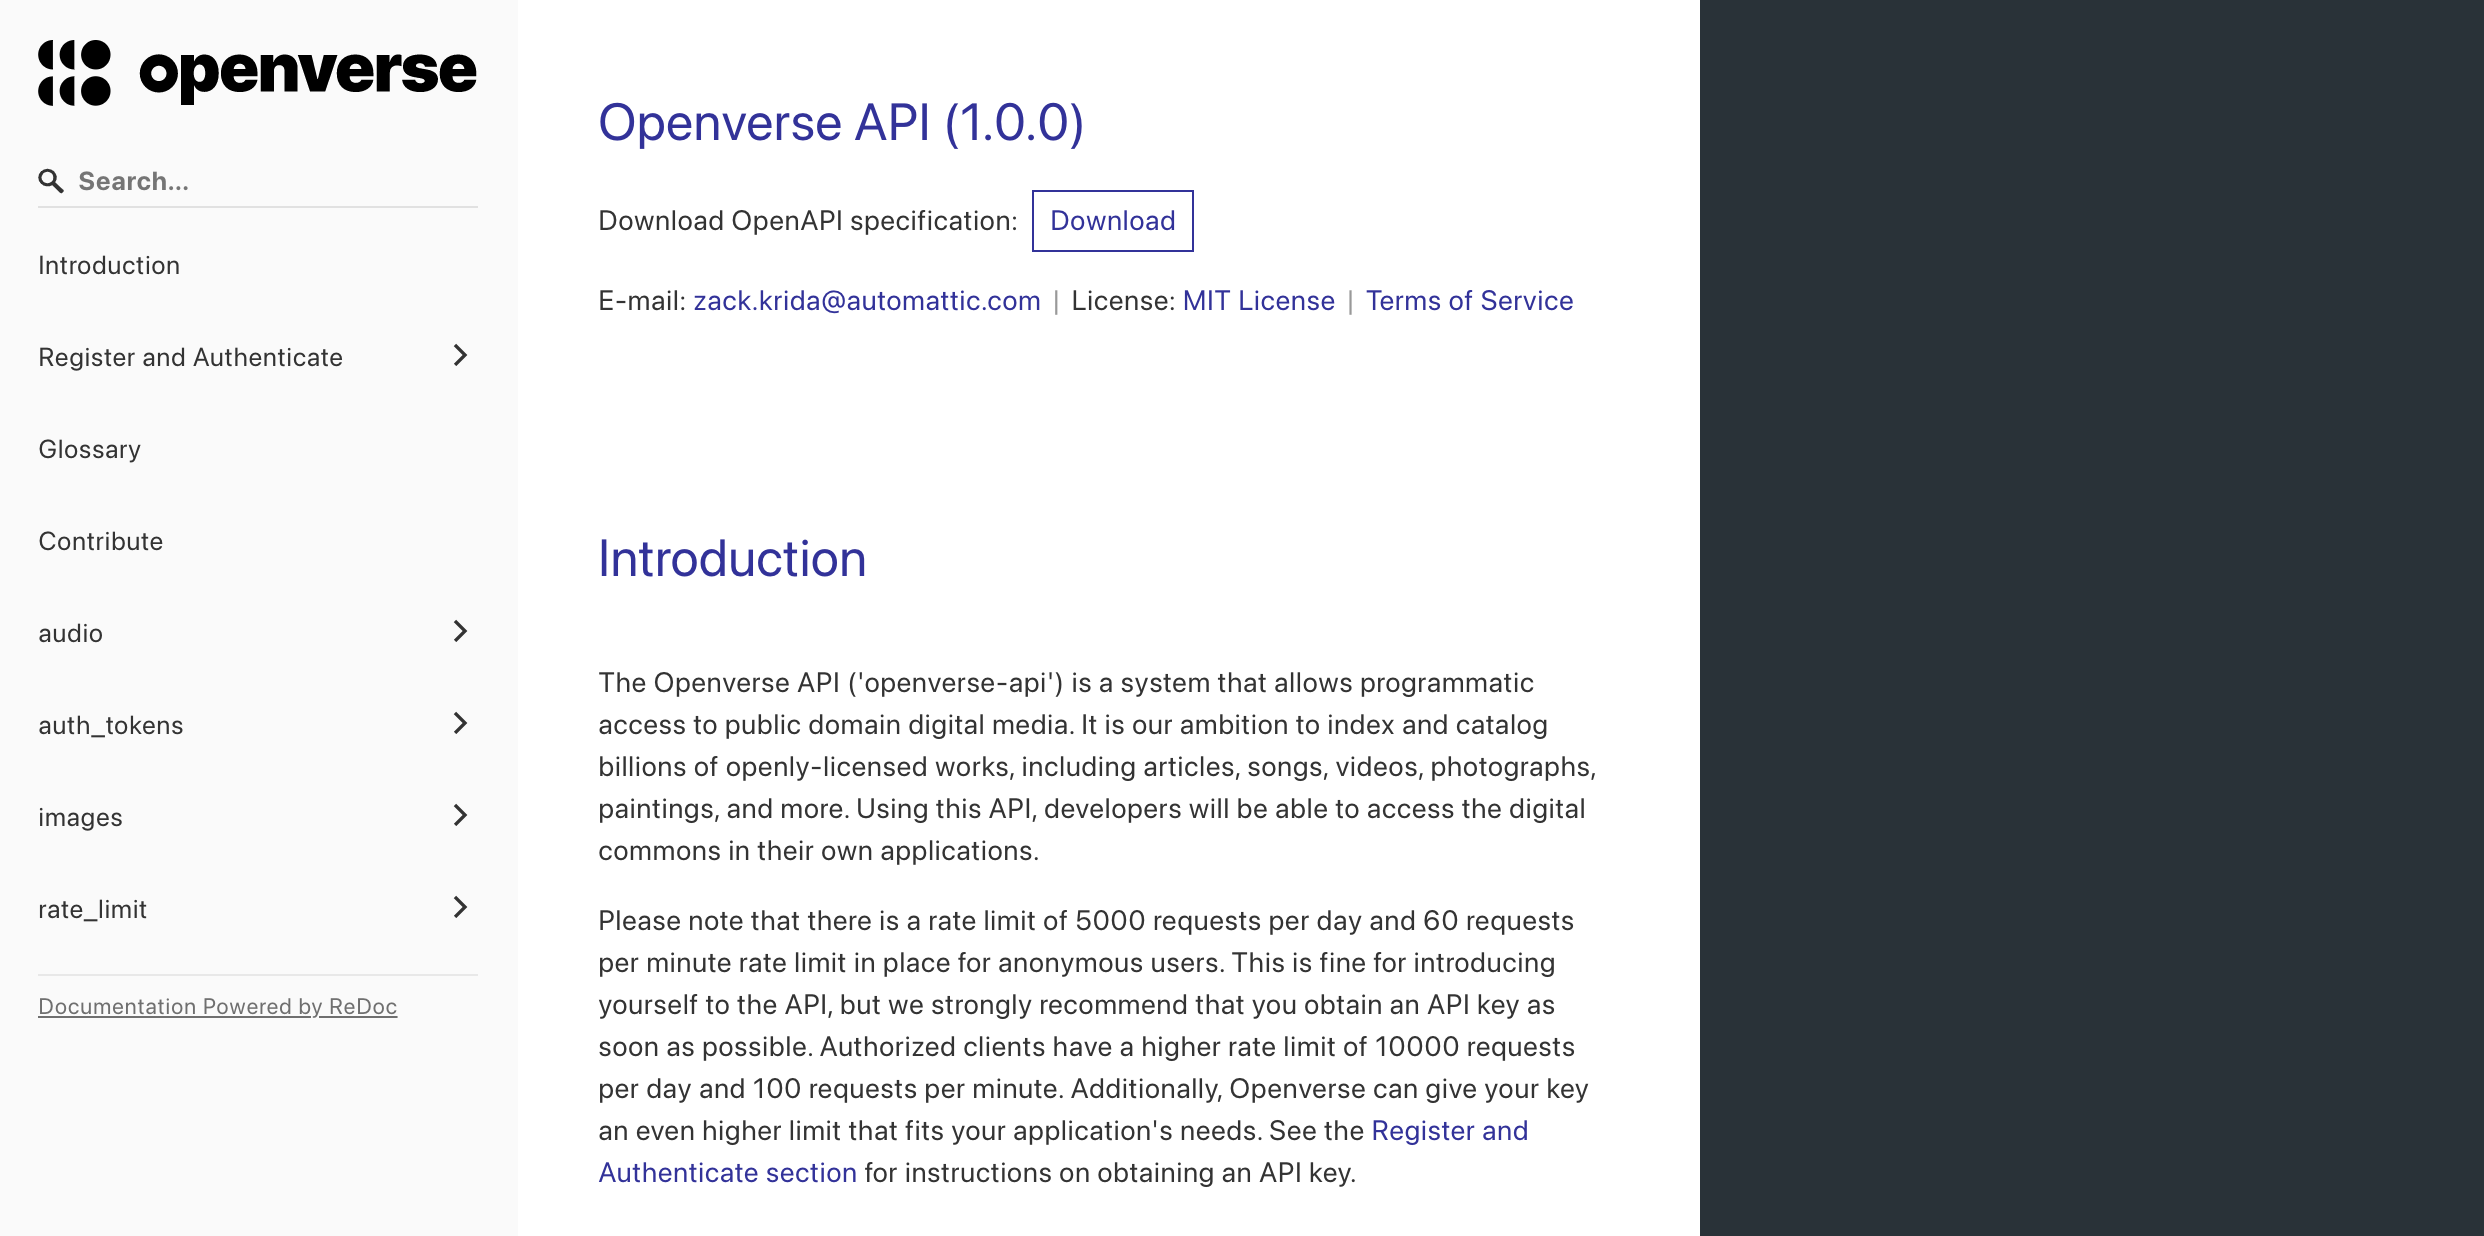 openverse
Search...
Introduction
Register and Authenticate
Glossary
Contribute
audio
auth_tokens
images
rate_limit
Documentation Powered by ReDoc
Openverse API (1.0.0)
Download OpenAPI specification: Download
E-mail: zack.krida@automattic.com | License: MIT License | Terms of Service
Introduction
The Openverse API ('openverse-api') is a system that allows programmatic
access to public domain digital media. It is our ambition to index and catalog
billions of openly-licensed works, including articles, songs, videos, photographs,
paintings, and more. Using this API, developers will be able to access the digital
commons in their own applications.
Please note that there is a rate limit of 5000 requests per day and 60 requests
per minute rate limit in place for anonymous users. This is fine for introducing
yourself to the API, but we strongly recommend that you obtain an API key as
soon as possible. Authorized clients have a higher rate limit of 10000 requests
per day and 100 requests per minute. Additionally, Openverse can give your key
an even higher limit that fits your application's needs. See the Register and
Authenticate section for instructions on obtaining an API key.